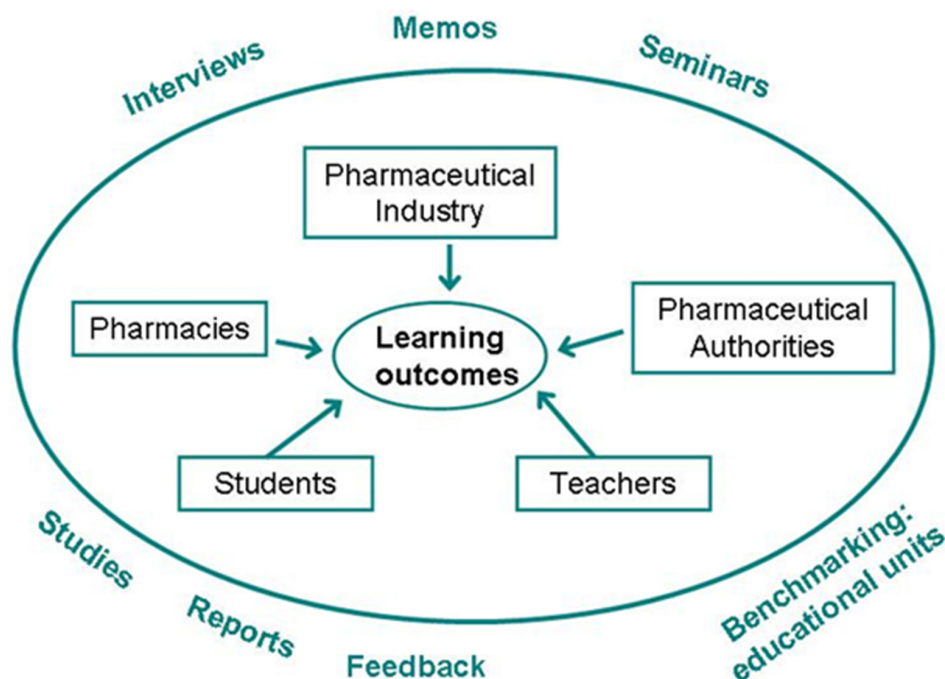 Memos
Interviews
Seminars
Pharmaceutical
Industry
Pharmacies
Learning
outcomes
Pharmaceutical
Authorities
Students
Teachers
Studies
Reports
Feedback
Benchmarking:
educational units